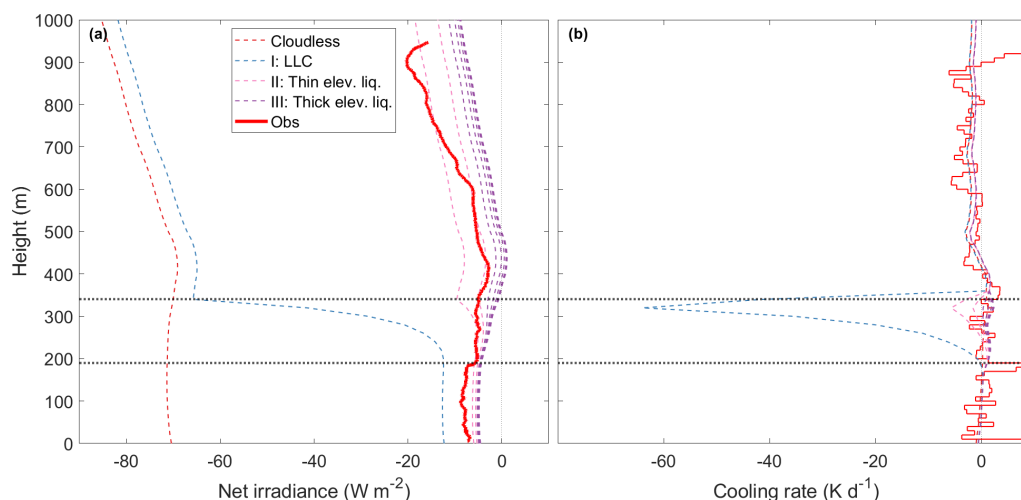 (a)
Cloudless
I: LLC
II: Thin elev. liq.
III: Thick elev. liq.
Obs
1000
900
800
700
600
500
400
300
200
100
0
Height (m)
-80
-60
-40
-20
0
Net irradiance (W m⁻²)
(b)
-60
-40
-20
0
Cooling rate (K d⁻¹)